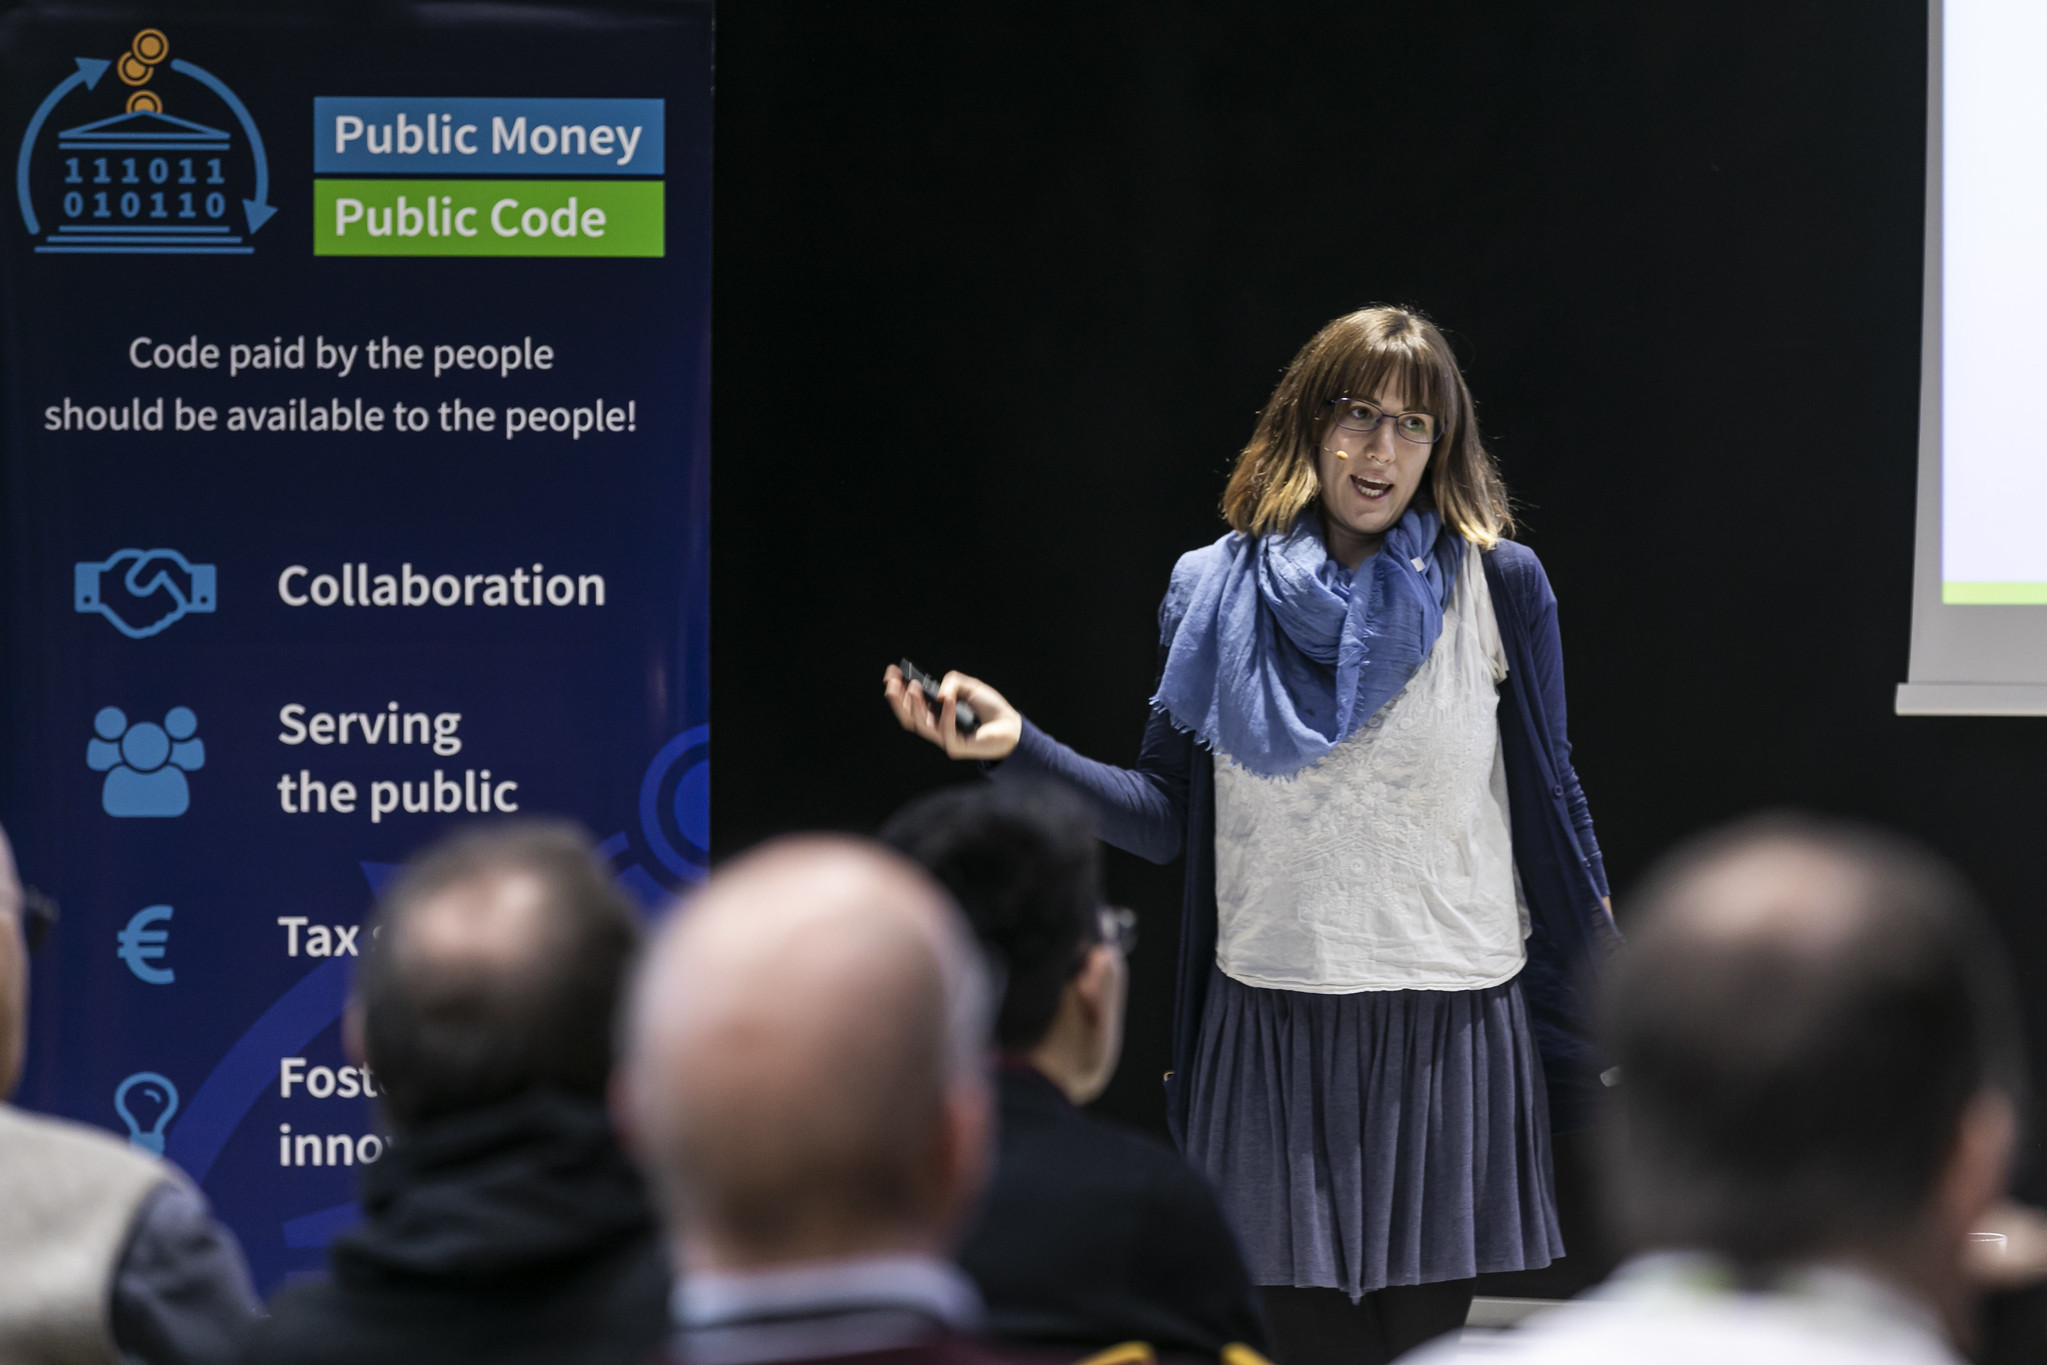 111011
010110
Public Money
Public Code
Code paid by the people
should be available to the people!
Collaboration
Serving
the public
€
Tax